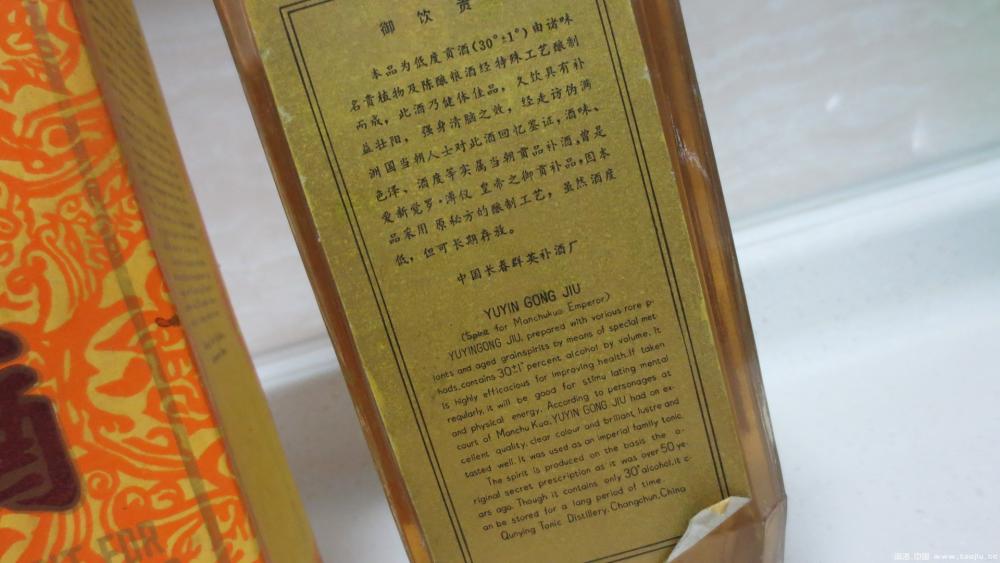 御饮贡
本品为低度贡酒(30°±1°)由诸味
名贵植物及陈酿粮酒经特殊工艺酿制
而成,此酒乃健体佳品,久饮具有补
益壮阳,强身清脑之效,经走访伪满
洲国当朝人士对此酒回忆鉴证,酒味、
色泽、酒度等实属当朝贡品补酒,曾是
爱新觉罗·溥仪 皇帝之御贡补品,因本
品采用 原秘方的酿制工艺,虽然酒度
低,但可长期存放。
中国长春群英补酒厂
YUYIN GONG JIU
(Spirit for Manchukuo Emperor)
YUYINGONG JIU, prepared with various rare p-
lants and aged grainspirits by means of special met
hods,contains 30±1° percent alcohol by volume. It
is highly efficacious for improving health.If taken
regularly, it will be good for stimu lating mental
and physical energy. According to personages at
court of Manchu Kuo, YUYIN GONG JIU had an ex-
cellent quality, clear colour and brilliant, lustre and
tasted well. It was used as an imperial family tonic.
The spirit is produced on the basis the o-
riginal secret prescription as it was over 50 ye-
ars ago. Though it contains only 30° alcohol,it c-
an be stored for a long period of time.
Qunying Tonic Distillery, Changchun,China
酒
FOR
www.taojiu.cc